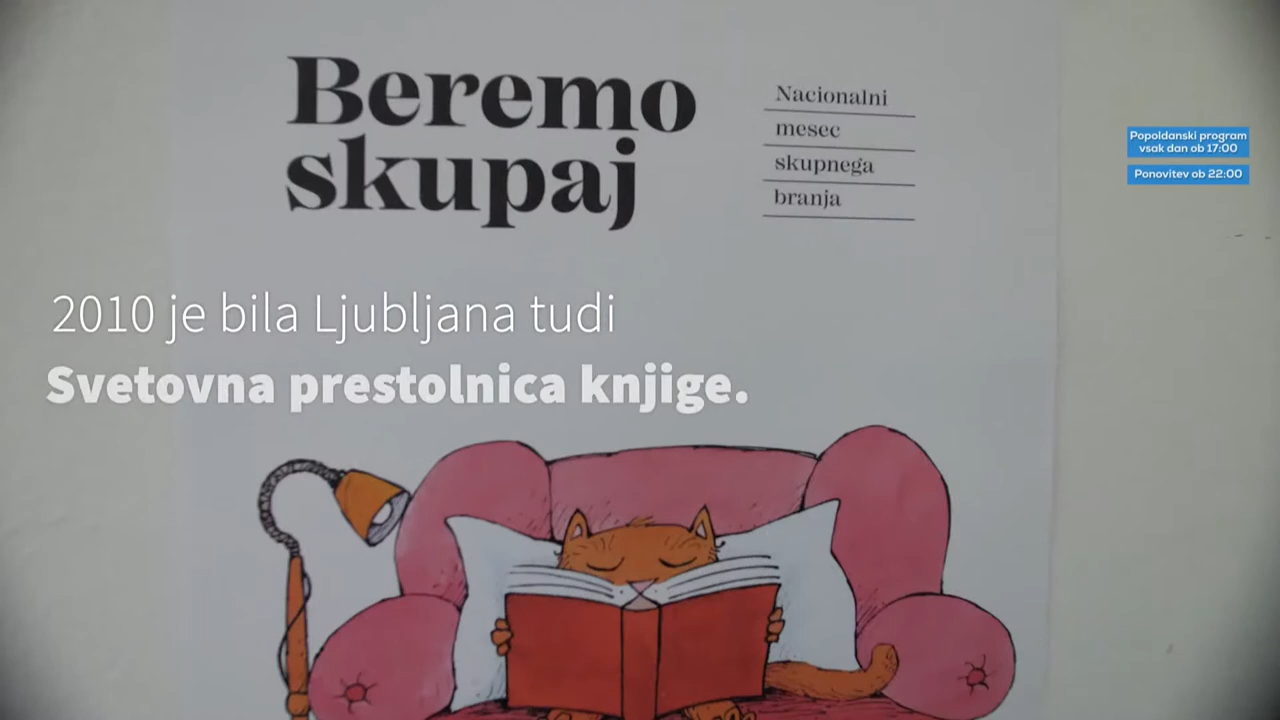 Beremo
skupaj
Nacionalni
mesec
skupnega
branja
Popoldanski program
vsak dan ob 17:00
Ponovitev ob 22:00
2010 je bila Ljubljana tudi
Svetovna prestolnica knjige.